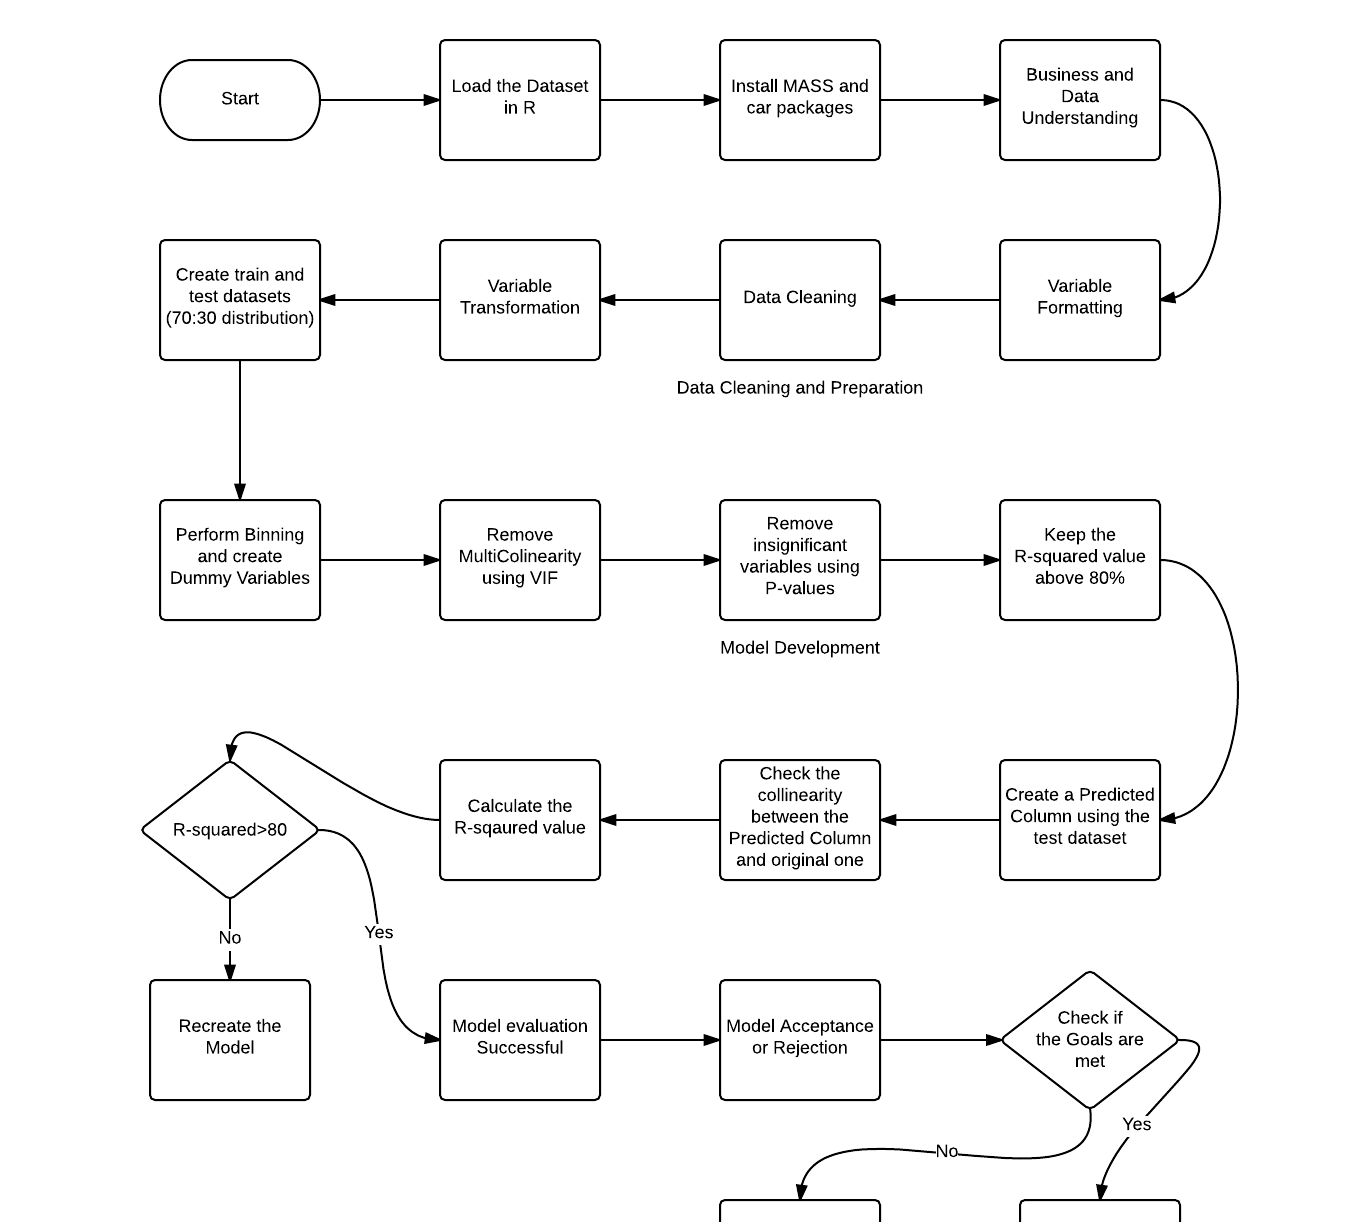 Start
Load the Dataset
in R
Install MASS and
car packages
Business and
Data
Understanding
Create train and
test datasets
(70:30 distribution)
Variable
Transformation
Data Cleaning
Variable
Formatting
Data Cleaning and Preparation
Perform Binning
and create
Dummy Variables
Remove
MultiColinearity
using VIF
Remove
insignificant
variables using
P-values
Keep the
R-squared value
above 80%
Model Development
R-squared>80
Calculate the
R-sqaured value
Check the
collinearity
between the
Predicted Column
and original one
Create a Predicted
Column using the
test dataset
No
Yes
Recreate the
Model
Model evaluation
Successful
Model Acceptance
or Rejection
Check if
the Goals are
met
No
Yes